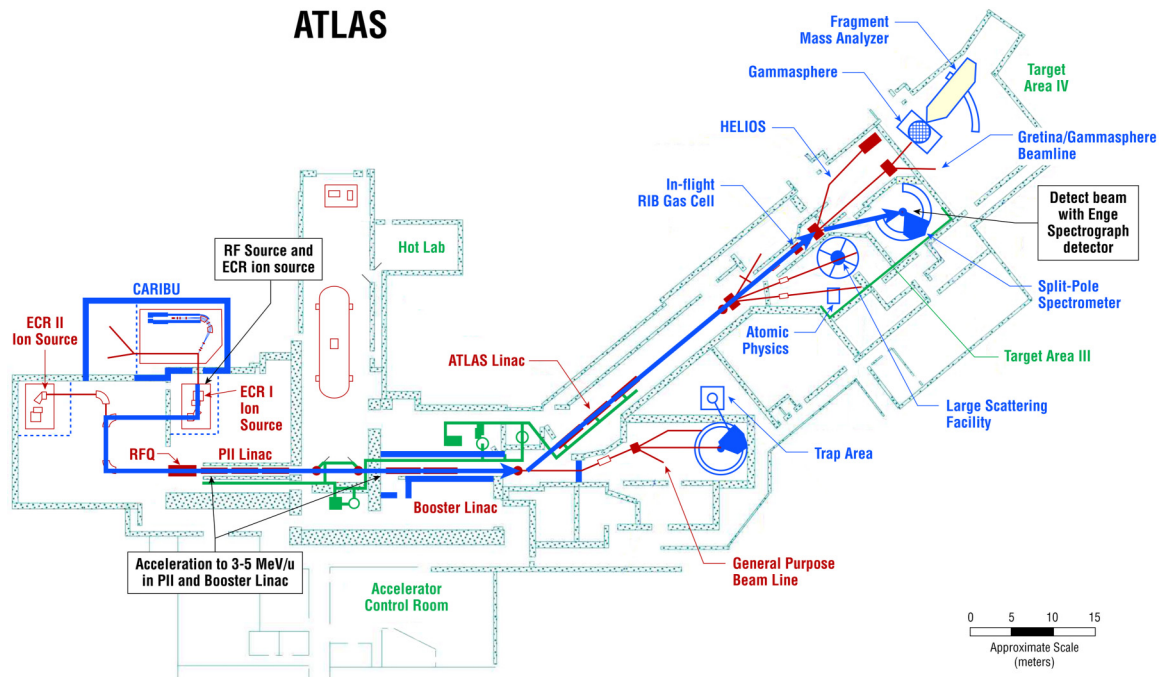 ATLAS
Fragment
Mass Analyzer
Gammasphere
Target
Area IV
HELIOS
Gretina/Gammasphere
Beamline
In-flight
RIB Gas Cell
Detect beam
with Enge
Spectrograph
detector
RF Source and
ECR ion source
Hot Lab
CARIBU
ECR II
Ion Source
Split-Pole
Spectrometer
Atomic
Physics
ATLAS Linac
Target Area III
ECR I
Ion
Source
Large Scattering
Facility
RFQ
PII Linac
Trap Area
Booster Linac
Acceleration to 3-5 MeV/u
in PII and Booster Linac
General Purpose
Beam Line
Accelerator
Control Room
0 5 10 15
Approximate Scale
(meters)